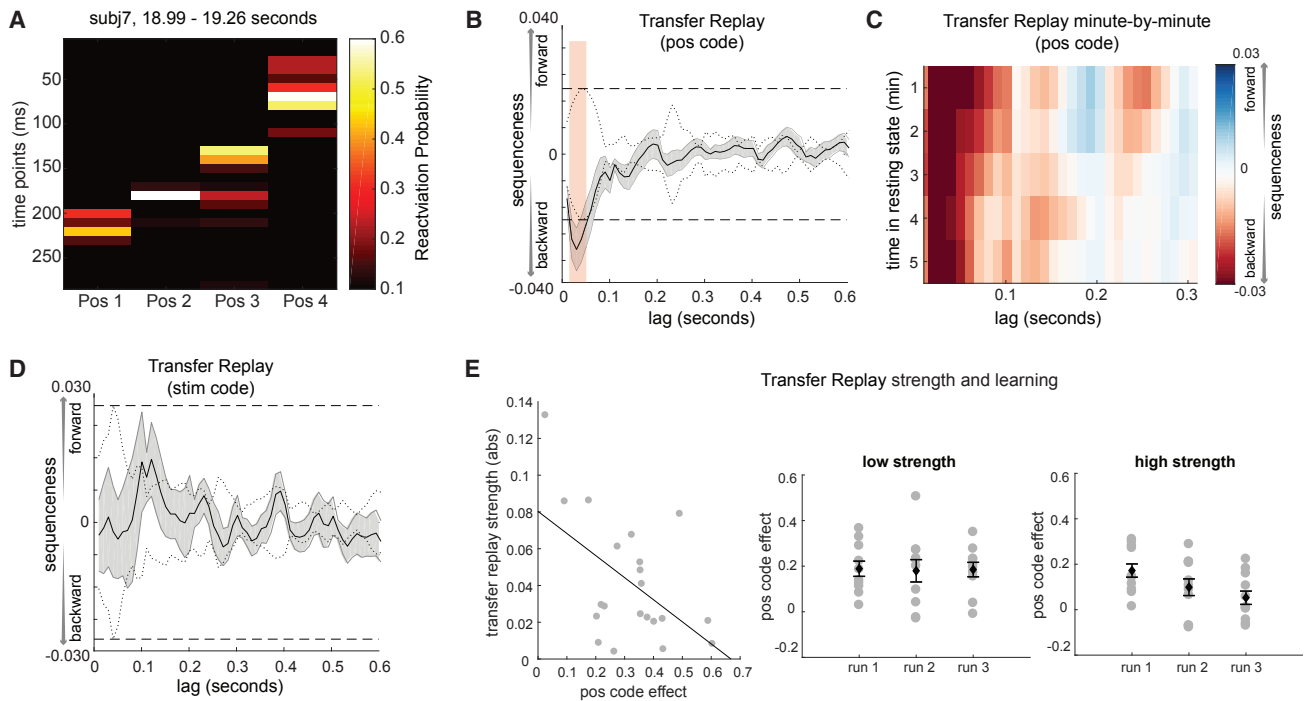 A
subj7, 18.99 - 19.26 seconds
time points (ms)
50
100
150
200
250
Pos 1 Pos 2 Pos 3 Pos 4
0.6
0.5
0.4
0.3
0.2
0.1
Reactviation Probability
B
Transfer Replay
(pos code)
0.040
forward
0
sequenceness
backward
-0.040
0 0.1 0.2 0.3 0.4 0.5 0.6
lag (seconds)
C
Transfer Replay minute-by-minute
(pos code)
time in resting state (min)
1
2
3
4
5
0.1 0.2 0.3
lag (seconds)
0.03
forward
0
sequenceness
backward
-0.03
D
Transfer Replay
(stim code)
0.030
forward
0
sequenceness
backward
-0.030
0 0.1 0.2 0.3 0.4 0.5 0.6
lag (seconds)
E
Transfer Replay strength and learning
transfer replay strength (abs)
0.14
0.12
0.10
0.08
0.06
0.04
0.02
0
0 0.1 0.2 0.3 0.4 0.5 0.6 0.7
pos code effect
low strength
pos code effect
0.6
0.4
0.2
0
-0.2
run 1 run 2 run 3
high strength
pos code effect
0.6
0.4
0.2
0
-0.2
run 1 run 2 run 3